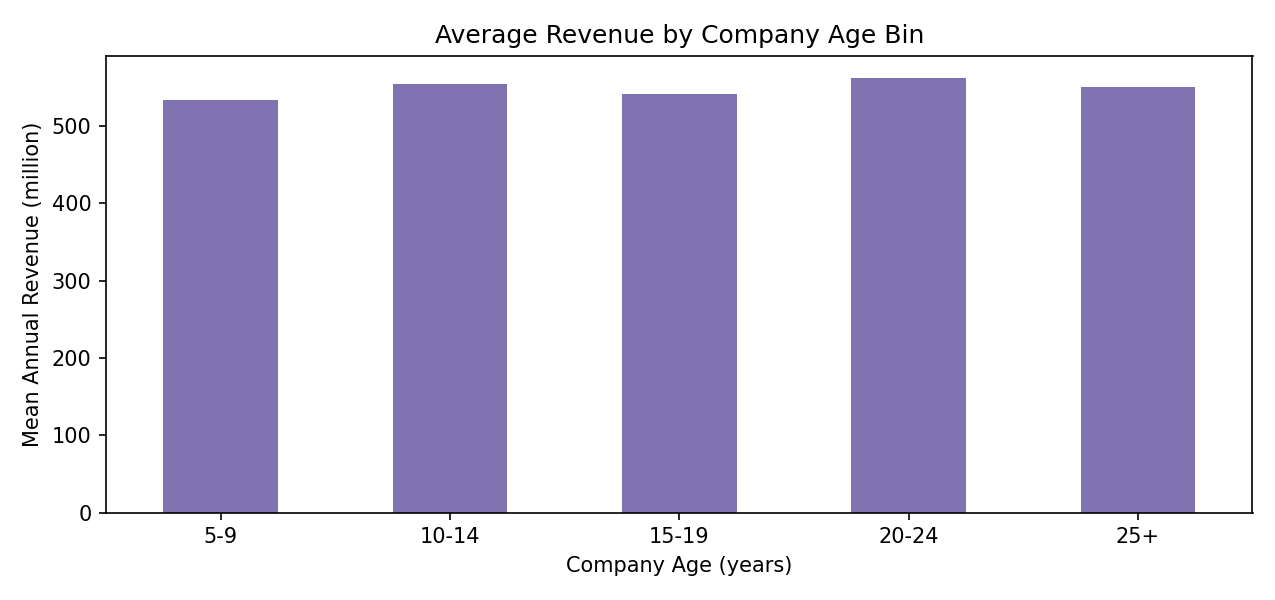 Average Revenue by Company Age Bin
Mean Annual Revenue (million)
500
400
300
200
100
0
5-9 10-14 15-19 20-24 25+
Company Age (years)